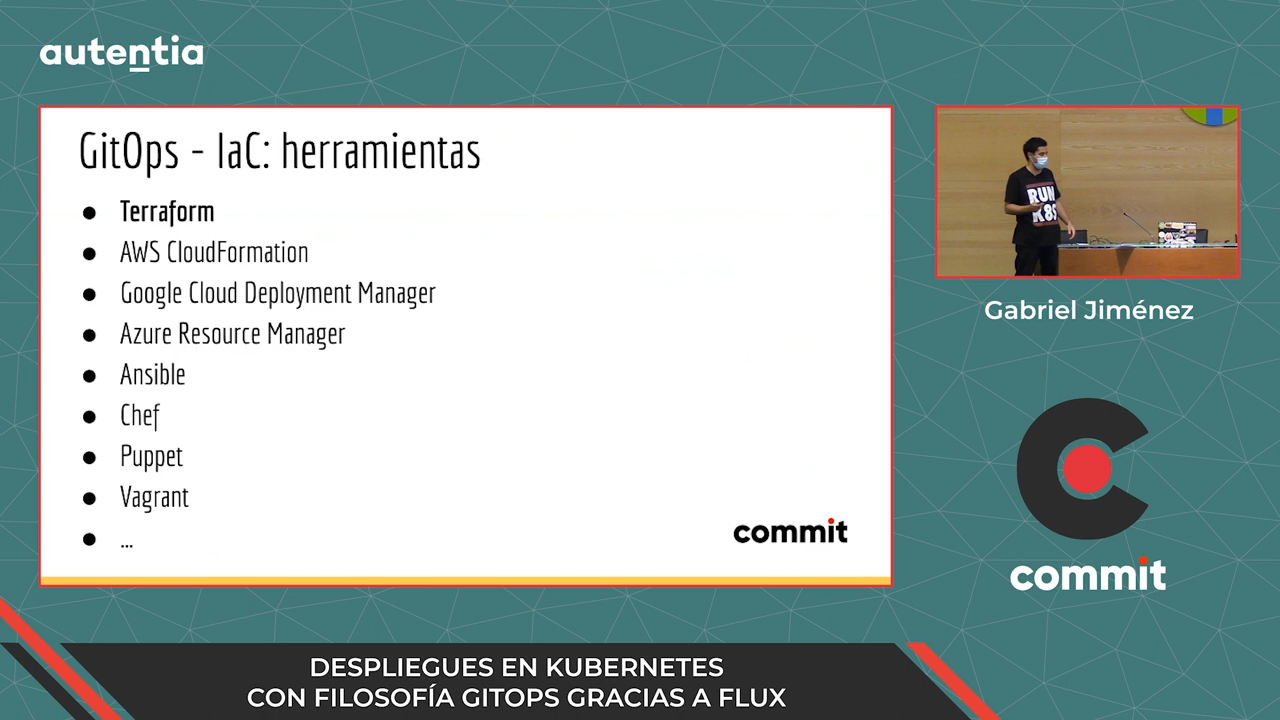 autentia
GitOps - IaC: herramientas
● Terraform
● AWS CloudFormation
● Google Cloud Deployment Manager
● Azure Resource Manager
● Ansible
● Chef
● Puppet
● Vagrant
● ...
commit
RUN
K8S
Gabriel Jiménez
commit
DESPLIEGUES EN KUBERNETES
CON FILOSOFÍA GITOPS GRACIAS A FLUX